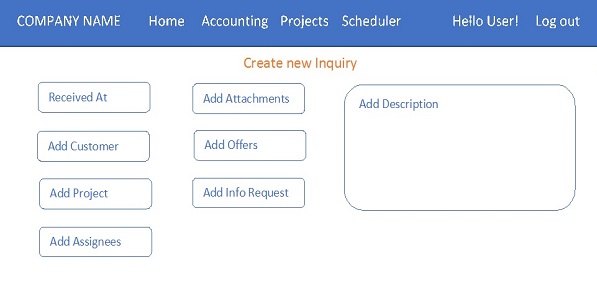 COMPANY NAME Home Accounting Projects Scheduler Hello User! Log out
Create new Inquiry
Received At
Add Customer
Add Project
Add Assignees
Add Attachments
Add Offers
Add Info Request
Add Description